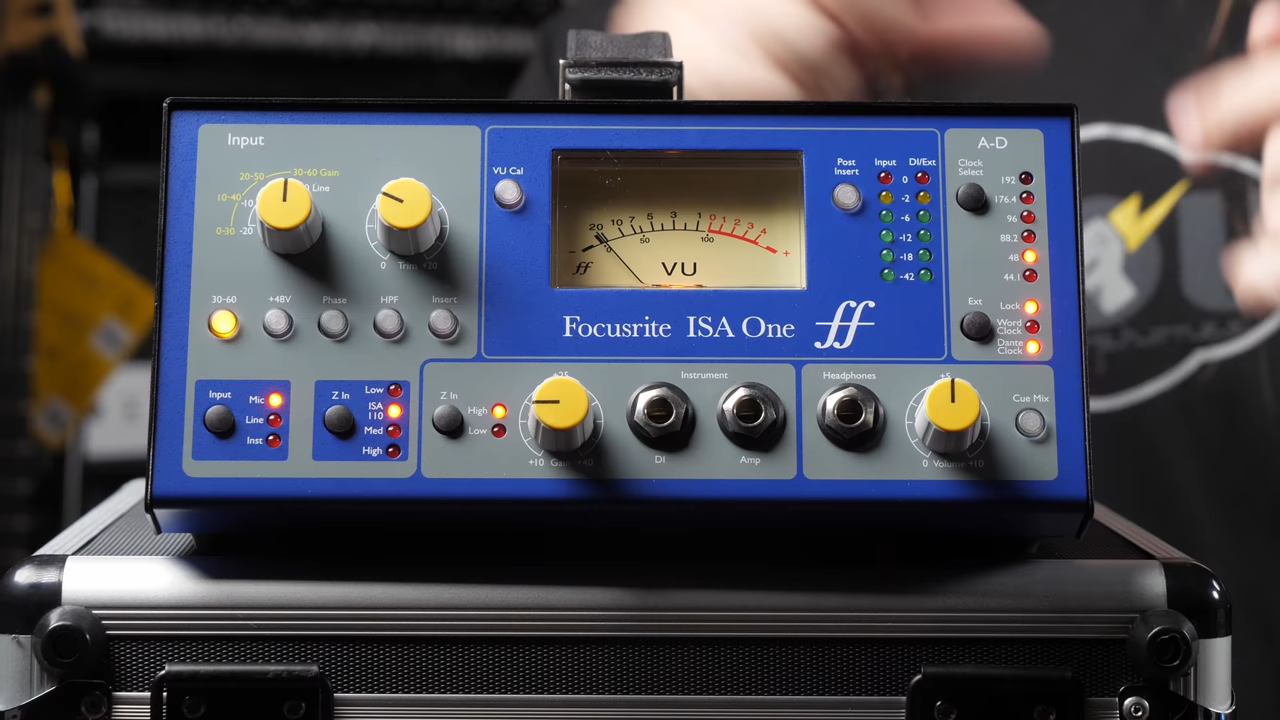 Input
20-50
30-60 Gain
10-40
-10
0 Line
0-30
-20
0 Trim +20
30-60
+48V
Phase
HPF
Insert
Input
Mic
Line
Inst
Z In
Low
ISA
110
Med
High
VU Cal
20 10 7 5 3 1 0 1 2 3 4
- 0 50 100 +
ff
VU
Focusrite ISA One ff
Post
Insert
Input
DI/Ext
0
-2
-6
-12
-18
-42
A-D
Clock
Select
192
176.4
96
88.2
48
44.1
Ext
Lock
Word
Clock
Dante
Clock
Z In
High
Low
+25
+10 Gain +40
Instrument
DI
Amp
Headphones
+5
0 Volume +10
Cue Mix